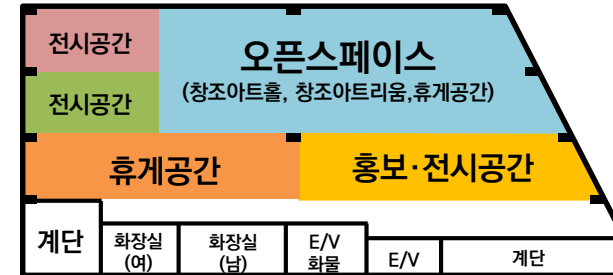 전시공간
오픈스페이스
(창조아트홀, 창조아트리움,휴게공간)
전시공간
휴게공간
홍보·전시공간
계단
화장실
(여)
화장실
(남)
E/V
화물
E/V
계단